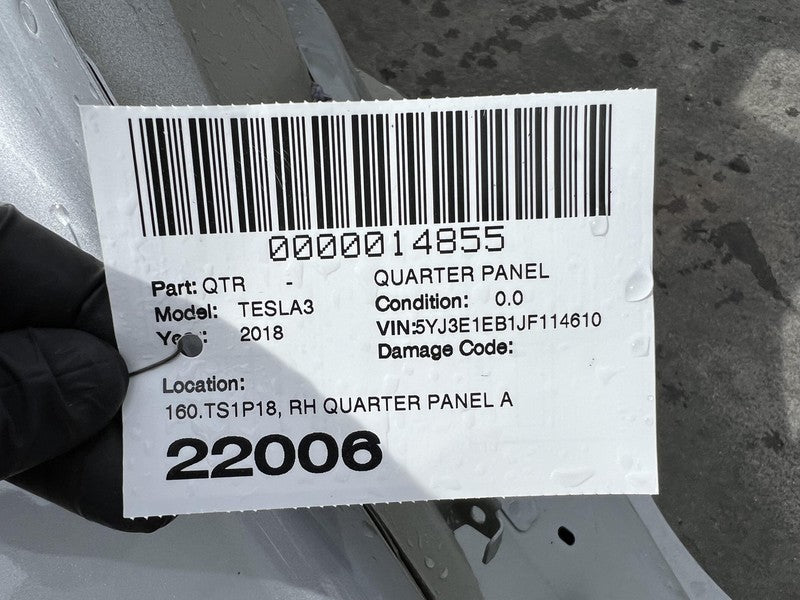 0000014855
Part: QTR - QUARTER PANEL
Model: TESLA3 Condition: 0.0
2018 VIN:5YJ3E1EB1JF114610
Damage Code:
Location:
160.TS1P18, RH QUARTER PANEL A
22006